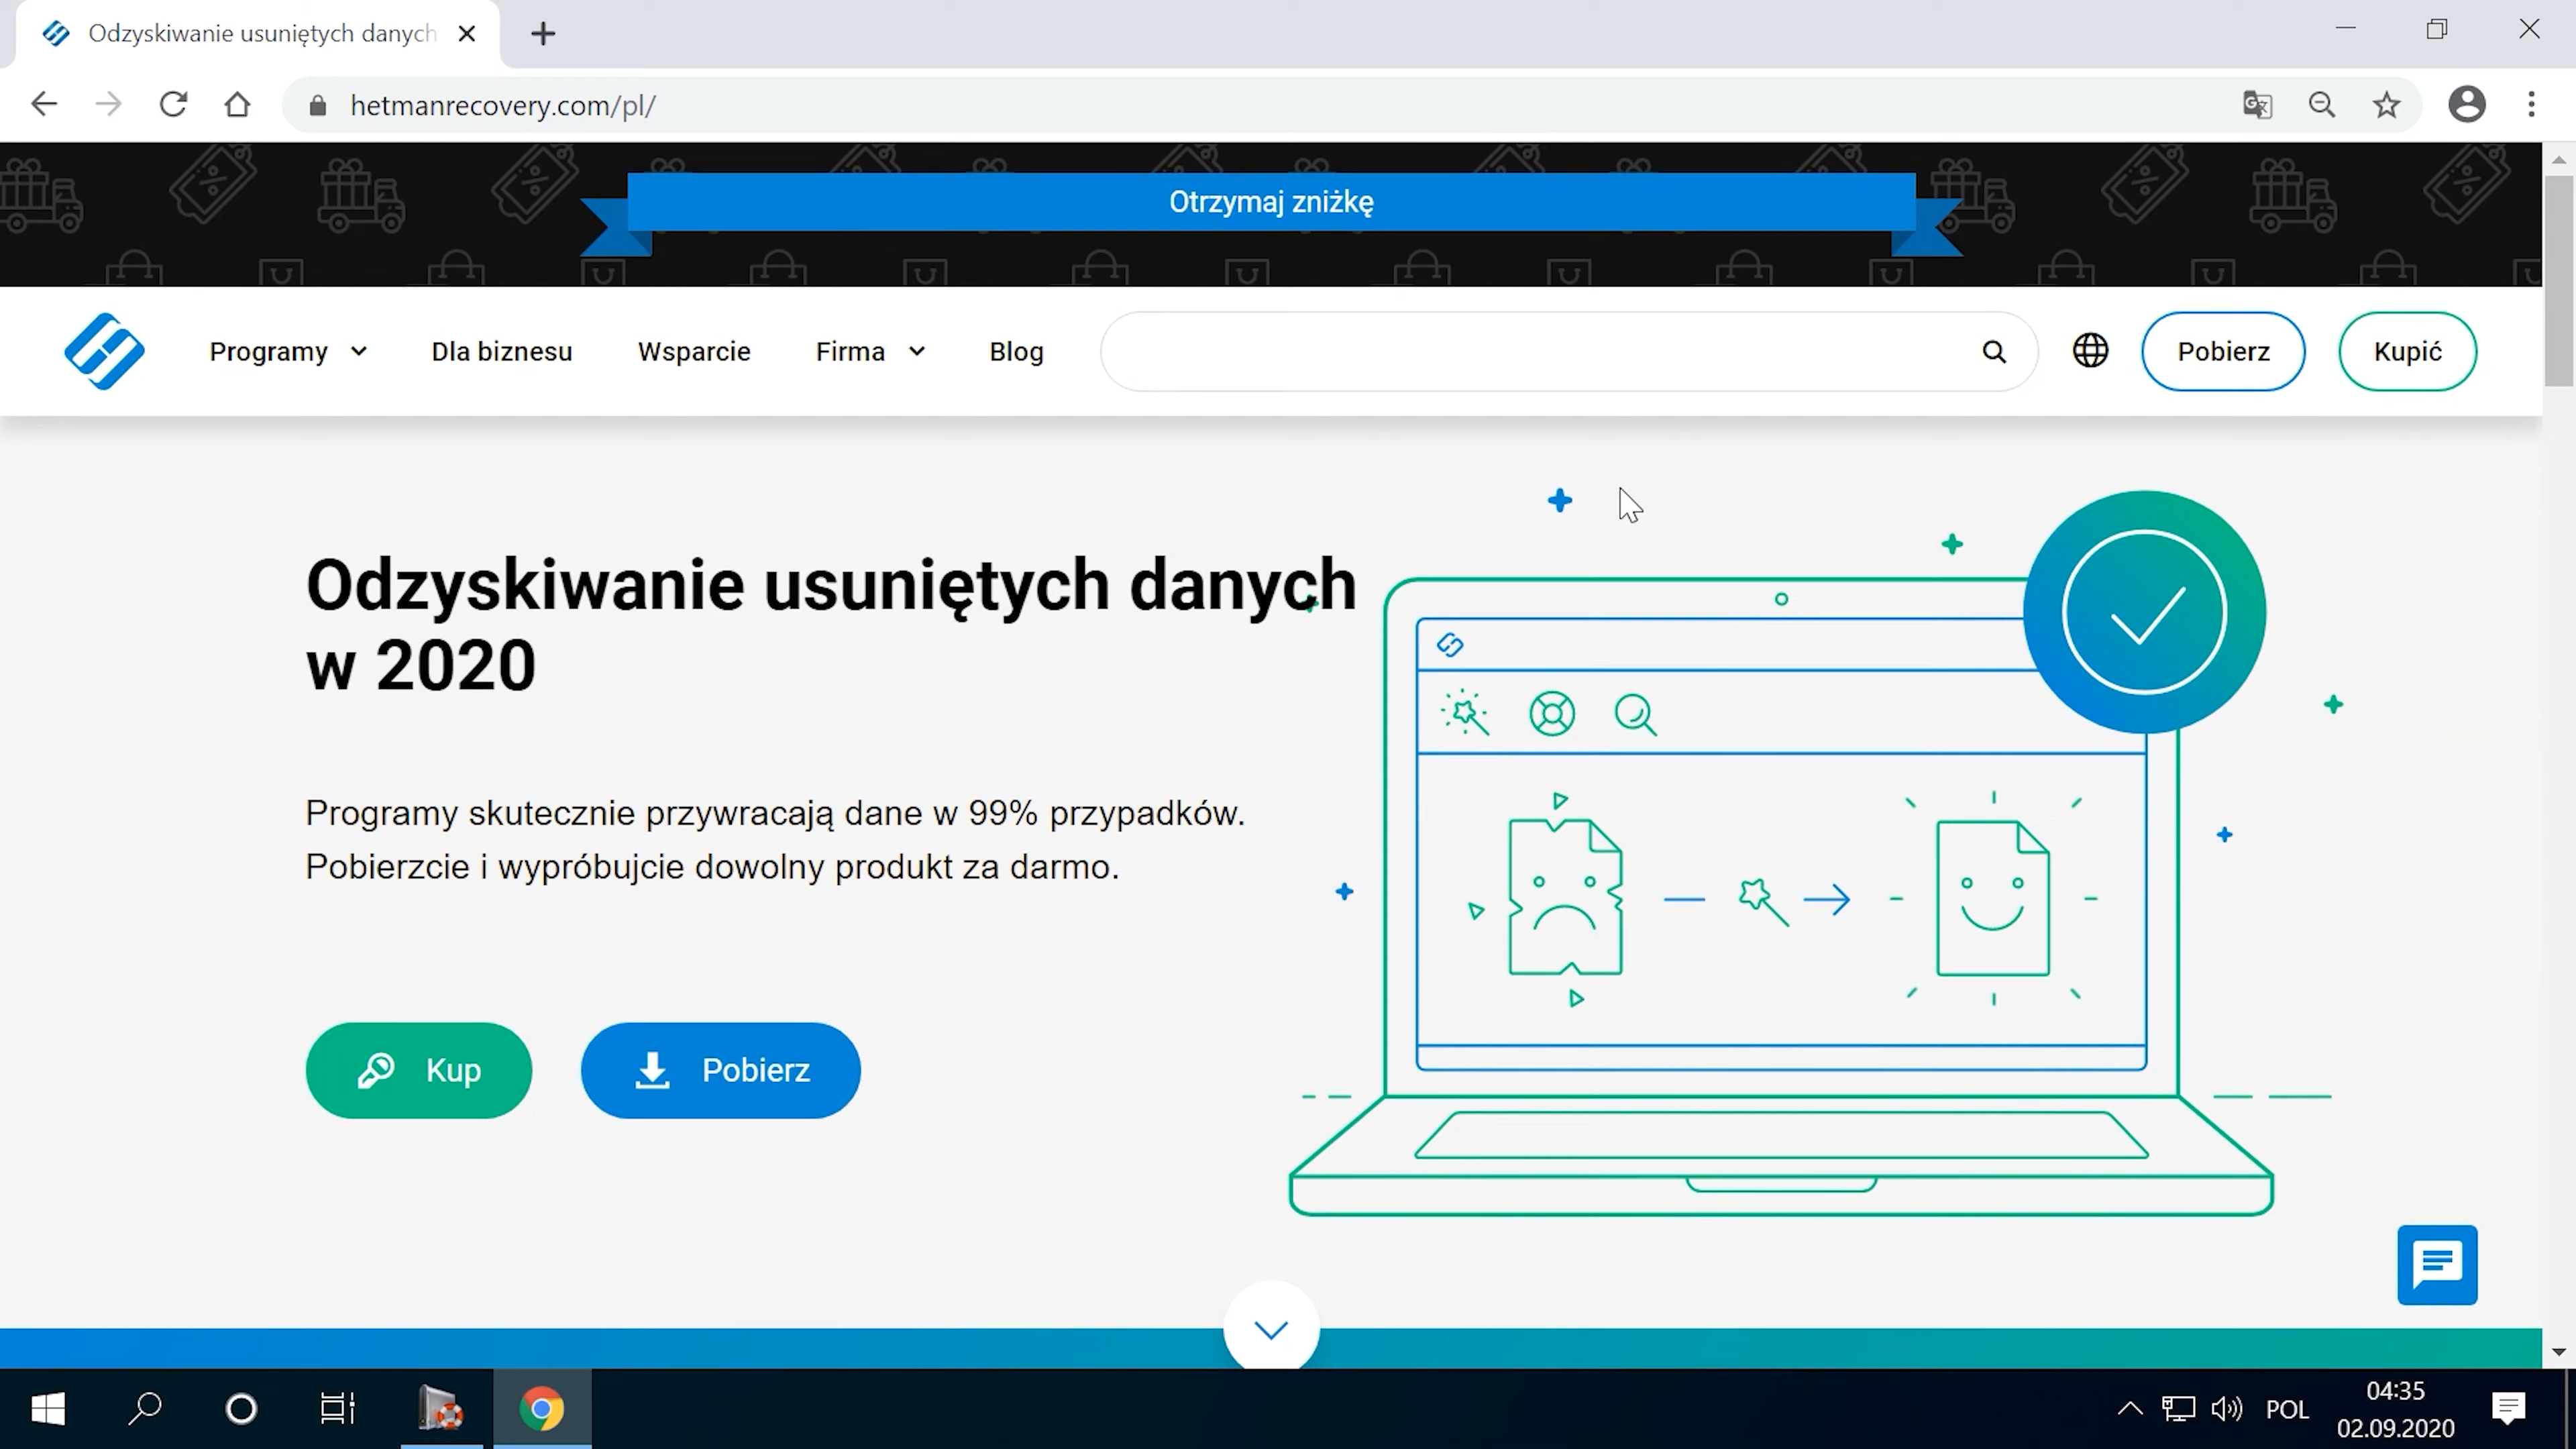 Odzyskiwanie usuniętych danych
hetmanrecovery.com/pl/
Otrzymaj zniżkę
Programy
Dla biznesu
Wsparcie
Firma
Blog
Pobierz
Kupić
Odzyskiwanie usuniętych danych
w 2020
Programy skutecznie przywracają dane w 99% przypadków.
Pobierzcie i wypróbujcie dowolny produkt za darmo.
Kup
Pobierz
POL
04:35
02.09.2020